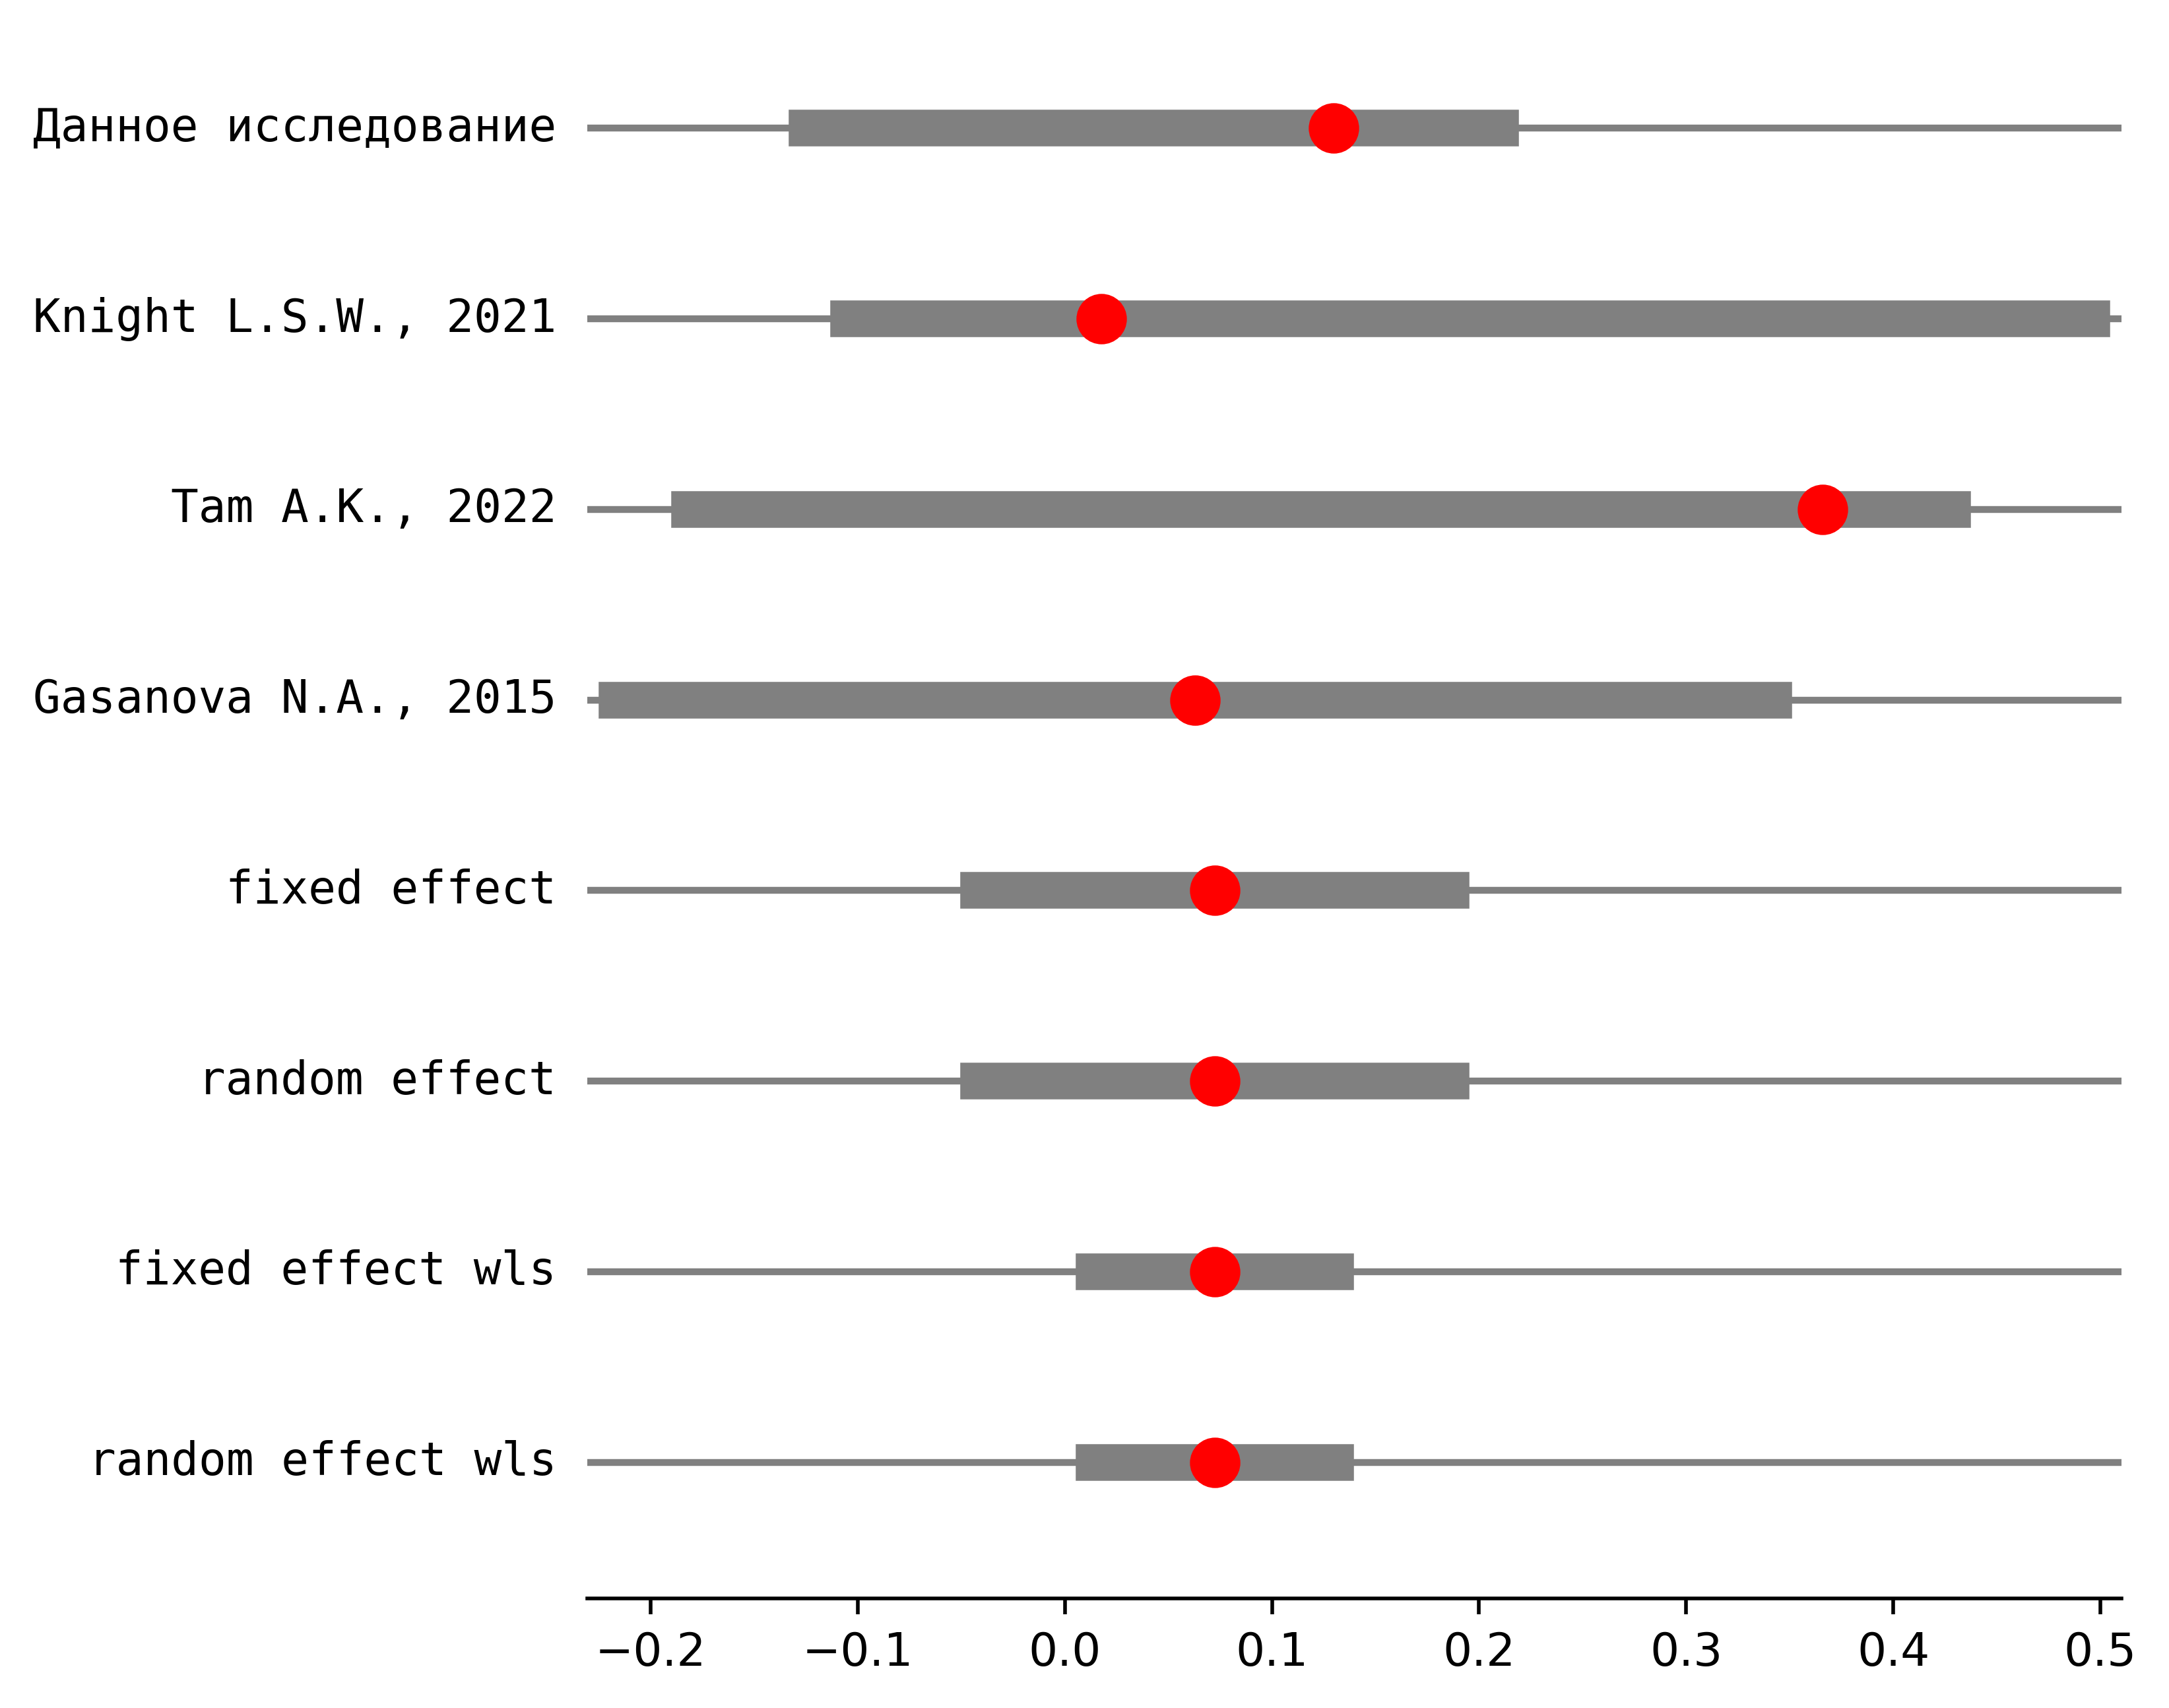 Данное исследование
Knight L.S.W., 2021
Tam A.K., 2022
Gasanova N.A., 2015
fixed effect
random effect
fixed effect wls
random effect wls
−0.2 −0.1 0.0 0.1 0.2 0.3 0.4 0.5